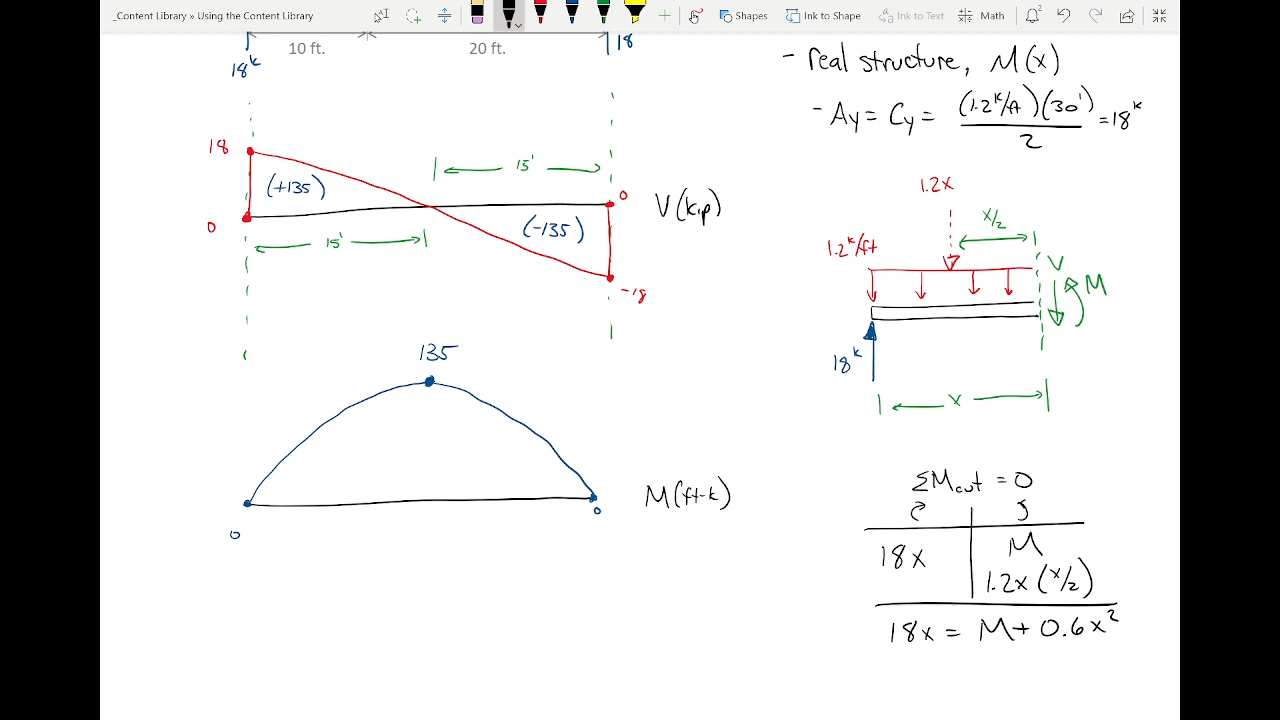 _Content Library » Using the Content Library
Shapes
Ink to Shape
Ink to Text
Math
10 ft.
20 ft.
18ᵏ
18
18
(+135)
0
15'
15'
0
(-135)
-18
V(kip)
135
0
0
M(ft-k)
- real structure, M(x)
- Ay = Cy = (1.2ᵏ/ft)(30')
= 18ᵏ
2
1.2x
x/2
1.2ᵏ/ft
V
M
18ᵏ
x
ΣMcut = 0
18x
M
1.2x (x/2)
18x = M + 0.6x²